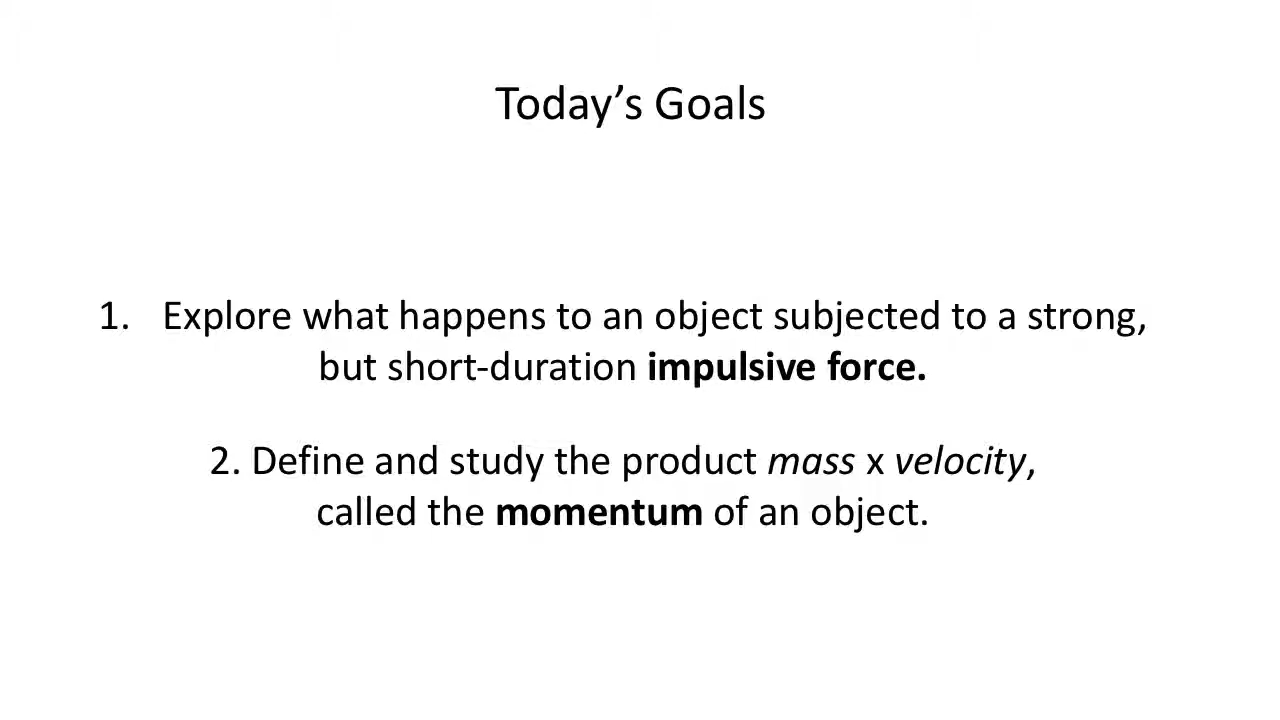 Today’s Goals
1. Explore what happens to an object subjected to a strong,
but short-duration impulsive force.
2. Define and study the product mass x velocity,
called the momentum of an object.